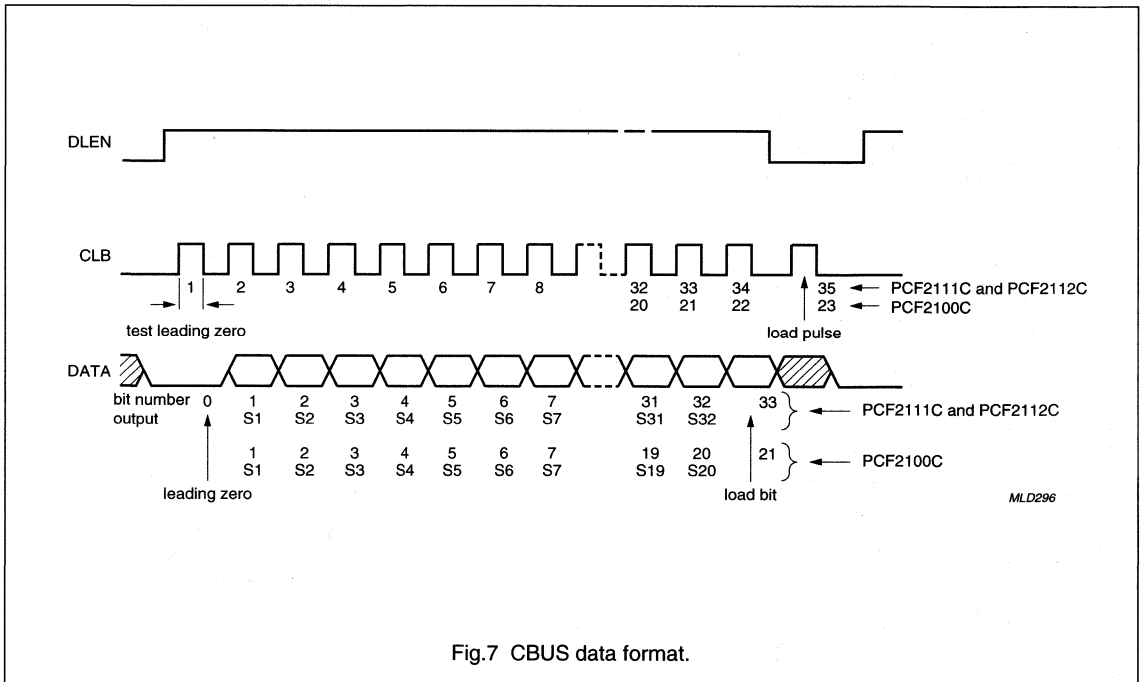 DLEN
CLB
1 2 3 4 5 6 7 8 32 33 34 35 PCF2111C and PCF2112C
20 21 22 23 PCF2100C
test leading zero
load pulse
DATA
bit number 0 1 2 3 4 5 6 7 31 32 33 PCF2111C and PCF2112C
output S1 S2 S3 S4 S5 S6 S7 S31 S32
1 2 3 4 5 6 7 19 20 21 PCF2100C
S1 S2 S3 S4 S5 S6 S7 S19 S20
leading zero
load bit
MLD296
Fig.7 CBUS data format.